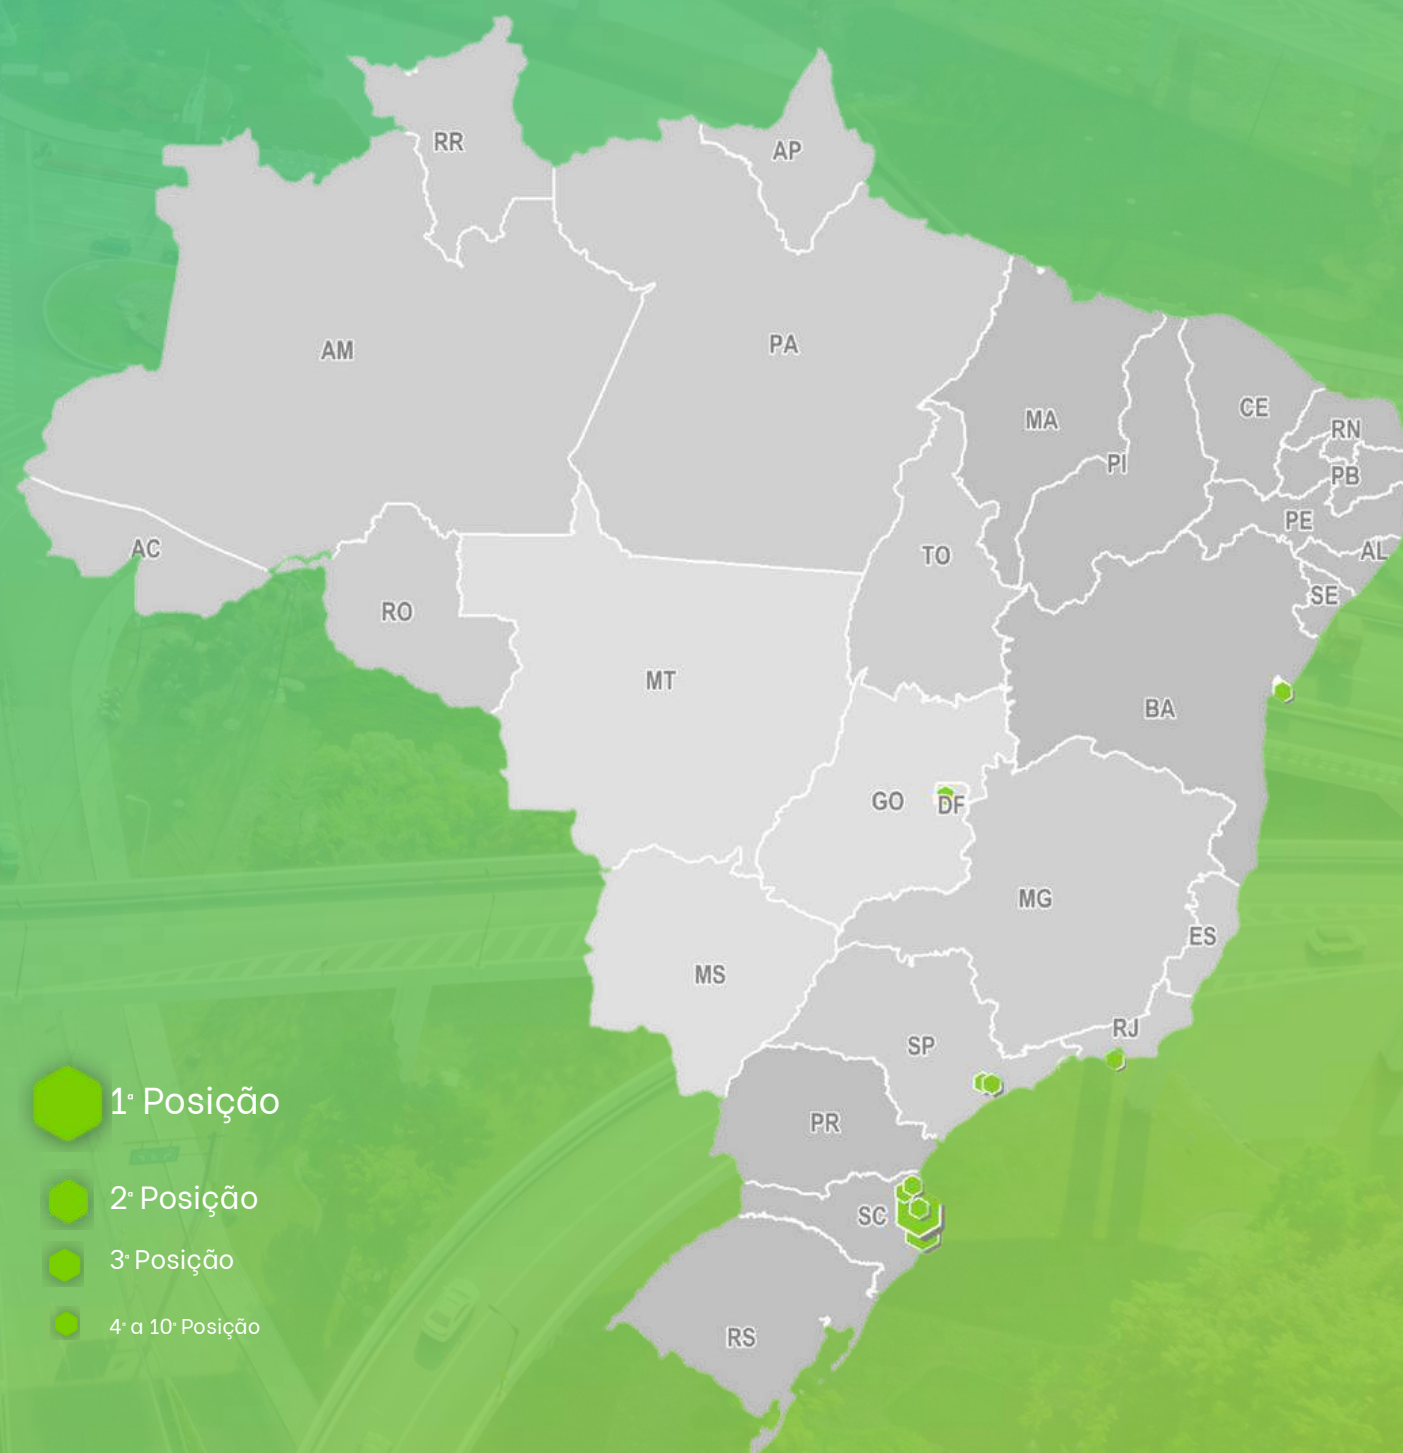 RR
AP
AM
PA
MA
CE
RN
PI
PB
PE
AL
AC
TO
SE
RO
MT
BA
GO
DF
MG
ES
MS
RJ
SP
1ª Posição
PR
2ª Posição
SC
3ª Posição
4ª a 10ª Posição
RS